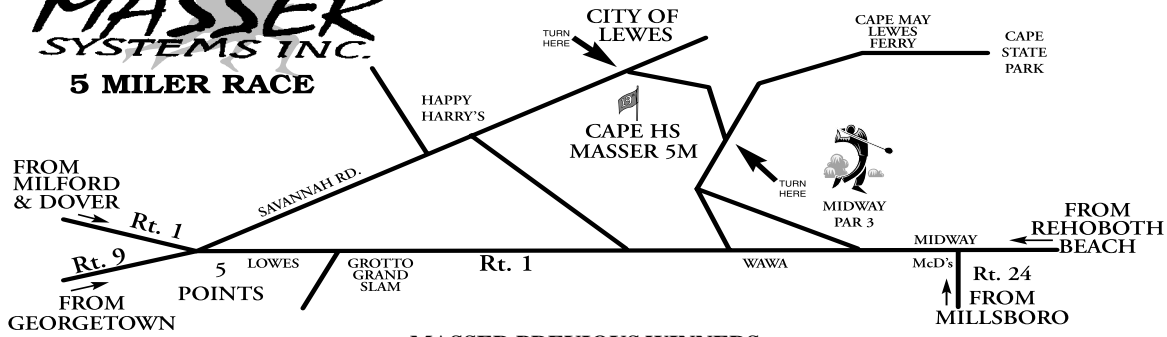 MASSER
SYSTEMS INC.
5 MILER RACE
TURN
HERE
CITY OF
LEWES
CAPE MAY
LEWES
FERRY
CAPE
STATE
PARK
HAPPY
HARRY'S
CAPE HS
MASSER 5M
TURN
HERE
MIDWAY
PAR 3
FROM
MILFORD
& DOVER
Rt. 1
SAVANNAH RD.
FROM
REHOBOTH
BEACH
MIDWAY
Rt. 9
5
POINTS
LOWES
GROTTO
GRAND
SLAM
Rt. 1
WAWA
McD's
Rt. 24
FROM
MILLSBORO
FROM
GEORGETOWN
MASSER PREVIOUS WINNERS